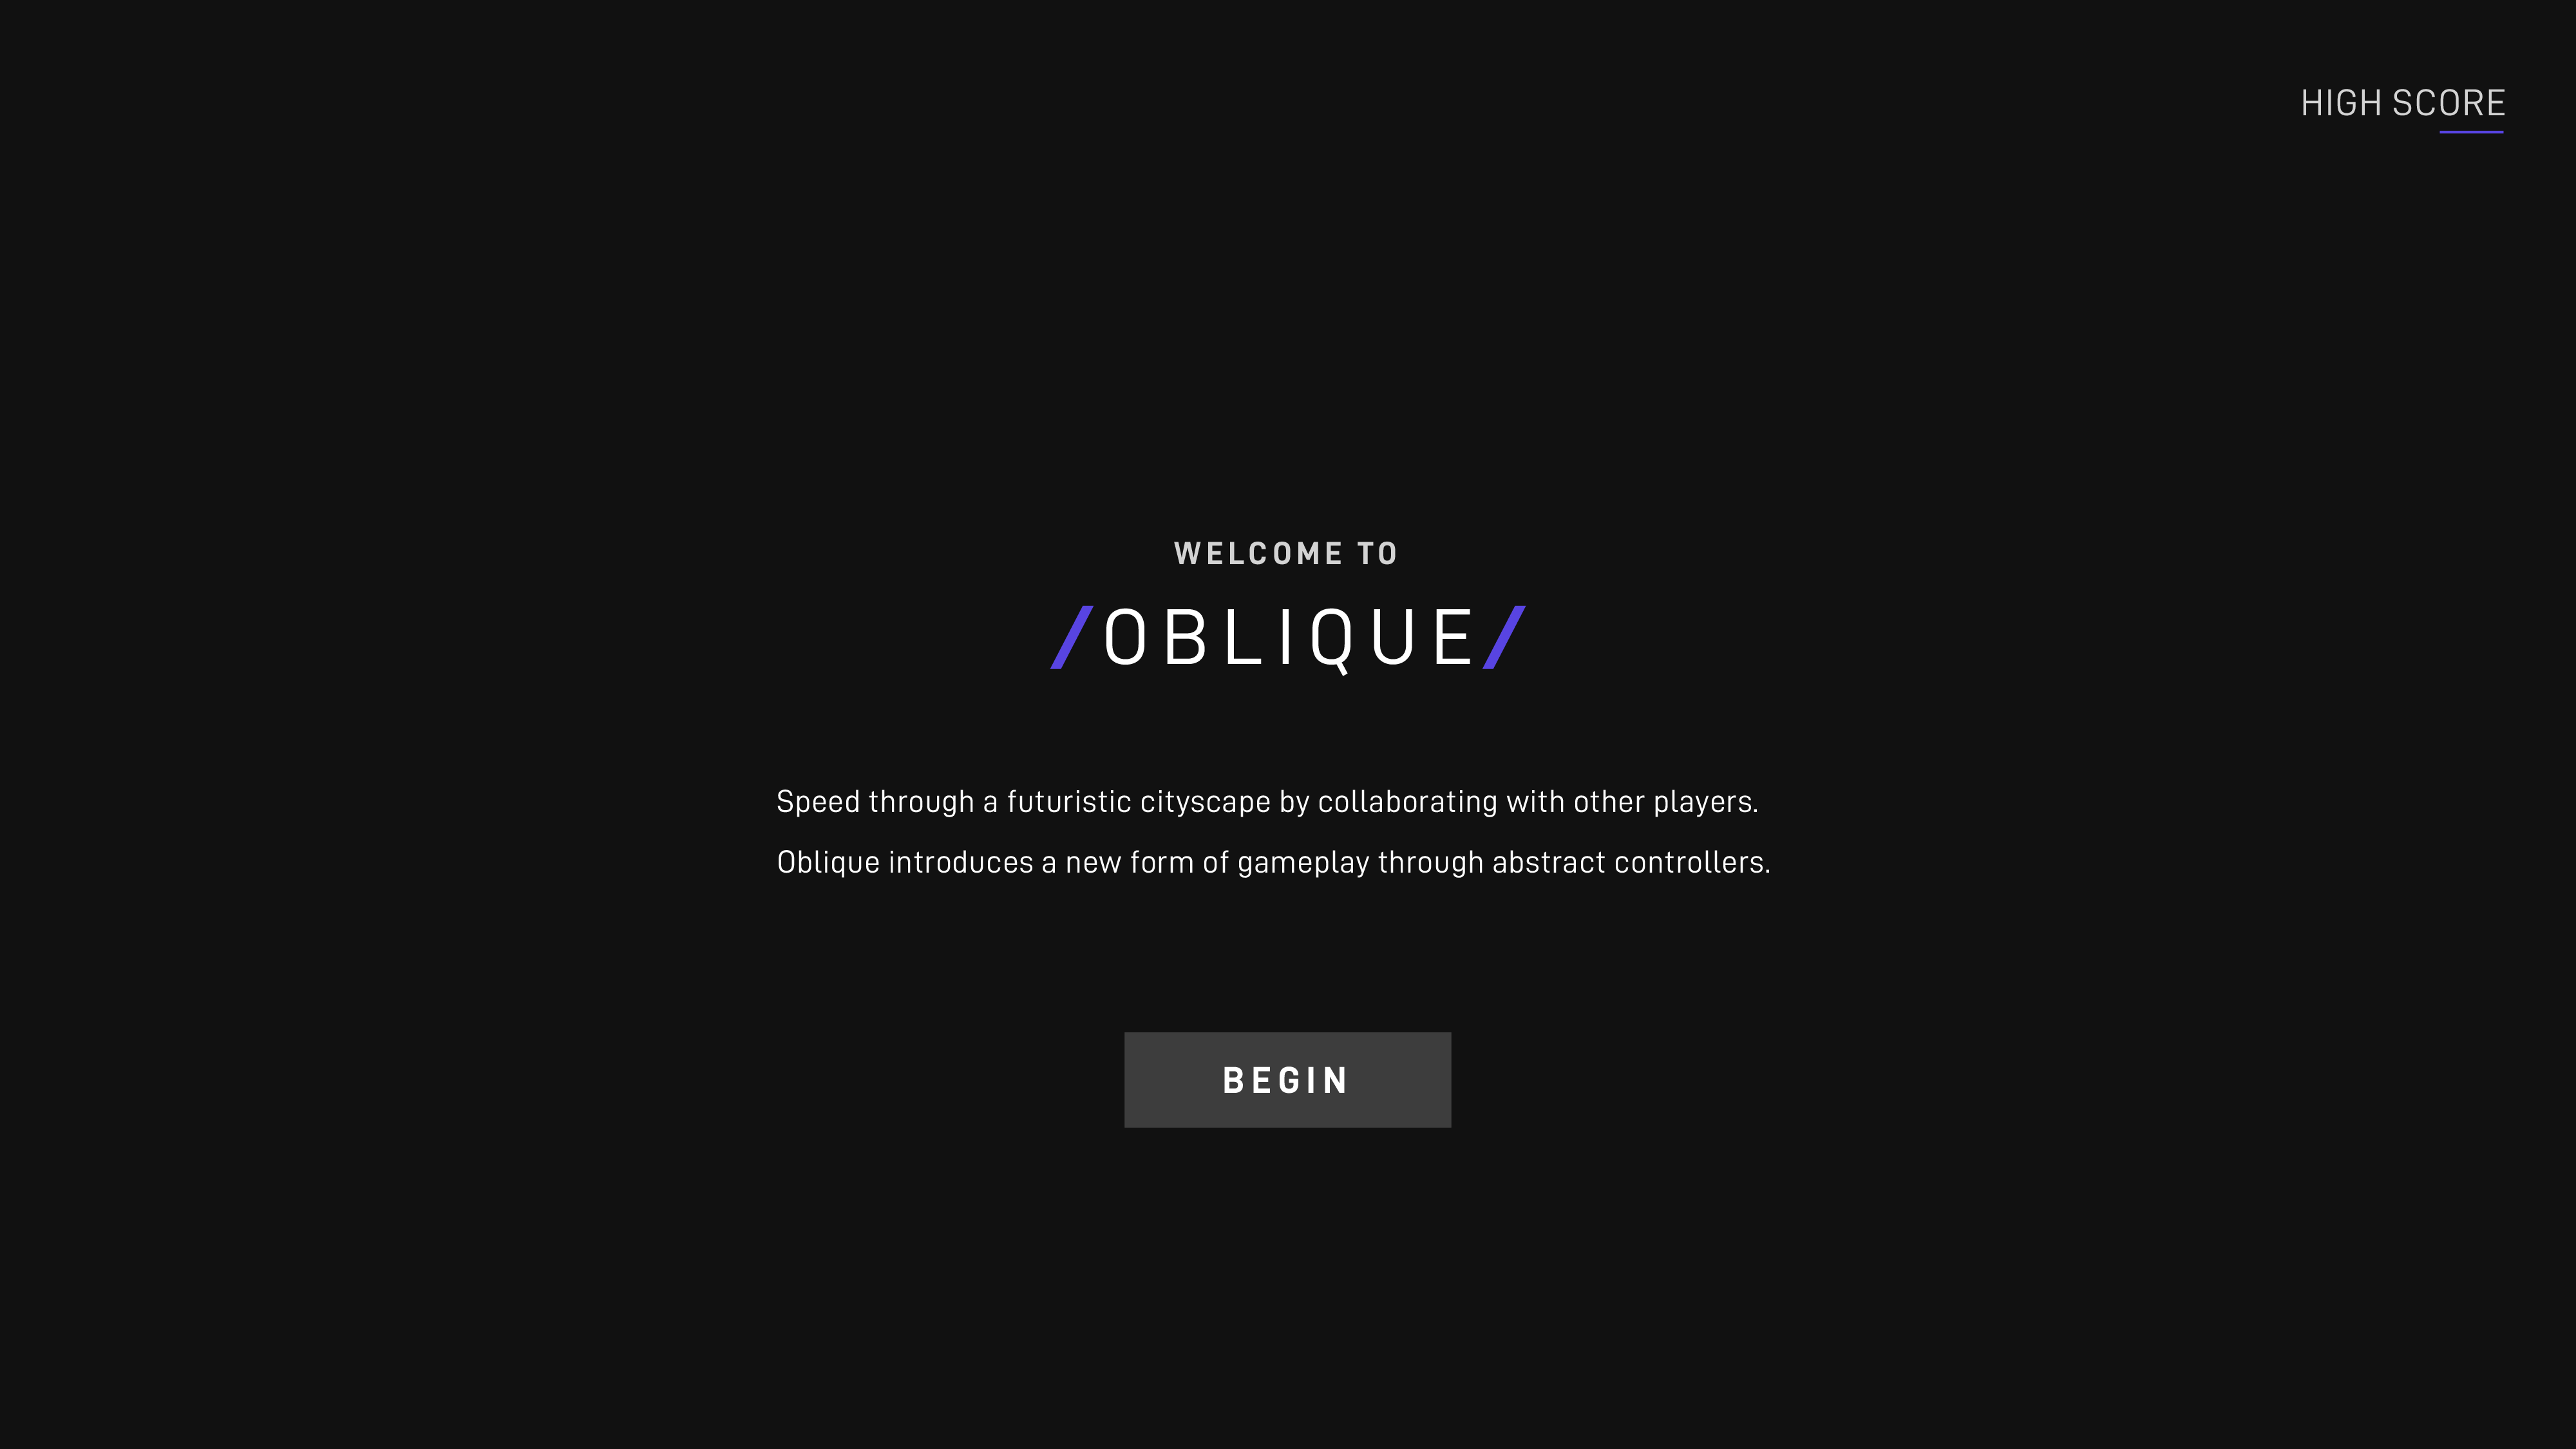 HIGH SCORE
WELCOME TO
/OBLIQUE/
Speed through a futuristic cityscape by collaborating with other players.
Oblique introduces a new form of gameplay through abstract controllers.
BEGIN